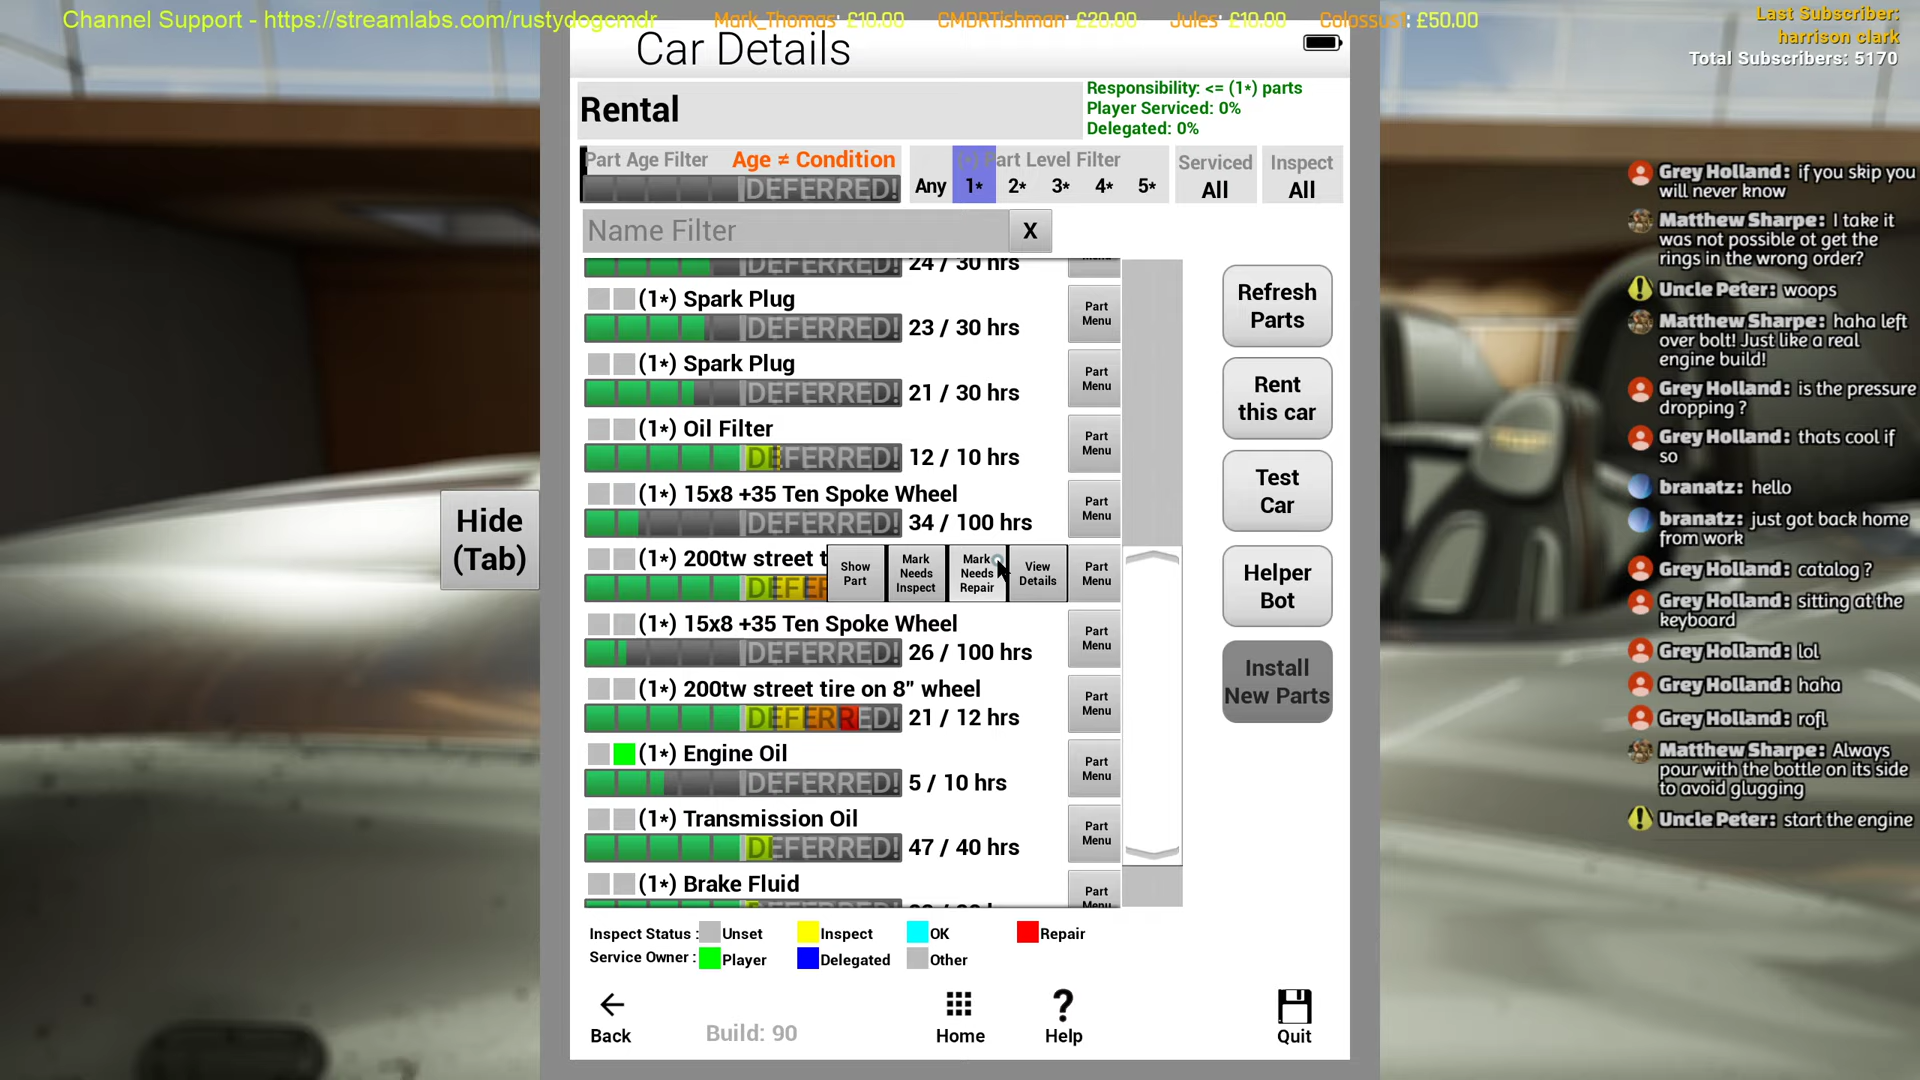 Channel Support - https://streamlabs.com/rustydogcmdr
Mark_Thomas: £10.00
CMDRTishman: £20.00
Jules: £10.00
Colossus1: £50.00
Last Subscriber:
harrison clark
Total Subscribers: 5170
Car Details
Rental
Responsibility: <= (1*) parts
Player Serviced: 0%
Delegated: 0%
Part Age Filter
Age ≠ Condition
DEFERRED!
Part Level Filter
Any
1*
2*
3*
4*
5*
Serviced
All
Inspect
All
Name Filter
X
DEFERRED!
24 / 30 hrs
(1*) Spark Plug
DEFERRED!
23 / 30 hrs
Part
Menu
(1*) Spark Plug
DEFERRED!
21 / 30 hrs
Part
Menu
(1*) Oil Filter
DEFERRED!
12 / 10 hrs
Part
Menu
(1*) 15x8 +35 Ten Spoke Wheel
DEFERRED!
34 / 100 hrs
Part
Menu
(1*) 200tw street t
DEFER
Show
Part
Mark
Needs
Inspect
Mark
Needs
Repair
View
Details
Part
Menu
(1*) 15x8 +35 Ten Spoke Wheel
DEFERRED!
26 / 100 hrs
Part
Menu
(1*) 200tw street tire on 8" wheel
DEFERRED!
21 / 12 hrs
Part
Menu
(1*) Engine Oil
DEFERRED!
5 / 10 hrs
Part
Menu
(1*) Transmission Oil
DEFERRED!
47 / 40 hrs
Part
Menu
(1*) Brake Fluid
Part
Menu
Refresh
Parts
Rent
this car
Test
Car
Helper
Bot
Install
New Parts
Hide
(Tab)
Inspect Status :
Unset
Inspect
OK
Repair
Service Owner :
Player
Delegated
Other
Back
Build: 90
Home
Help
Quit
Grey Holland: if you skip you
will never know
Matthew Sharpe: I take it
was not possible ot get the
rings in the wrong order?
Uncle Peter: woops
Matthew Sharpe: haha left
over bolt! Just like a real
engine build!
Grey Holland: is the pressure
dropping ?
Grey Holland: thats cool if
so
branatz: hello
branatz: just got back home
from work
Grey Holland: catalog ?
Grey Holland: sitting at the
keyboard
Grey Holland: lol
Grey Holland: haha
Grey Holland: rofl
Matthew Sharpe: Always
pour with the bottle on its side
to avoid glugging
Uncle Peter: start the engine